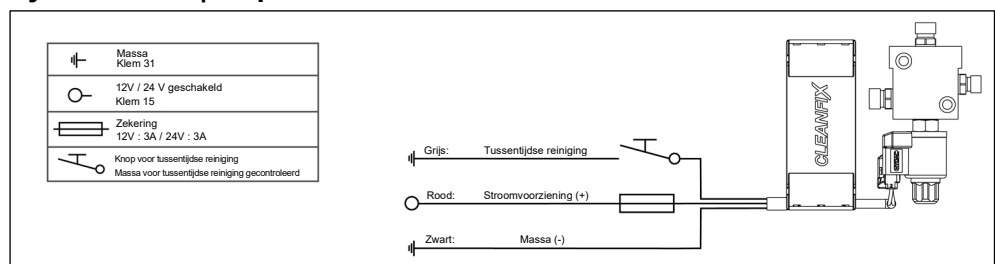 Massa
Klem 31
12V / 24 V geschakeld
Klem 15
Zekering
12V : 3A / 24V : 3A
Knop voor tussentijdse reiniging
Massa voor tussentijdse reiniging gecontroleerd
Grijs: Tussentijdse reiniging
Rood: Stroomvoorziening (+)
Zwart: Massa (-)
CLEANFIX